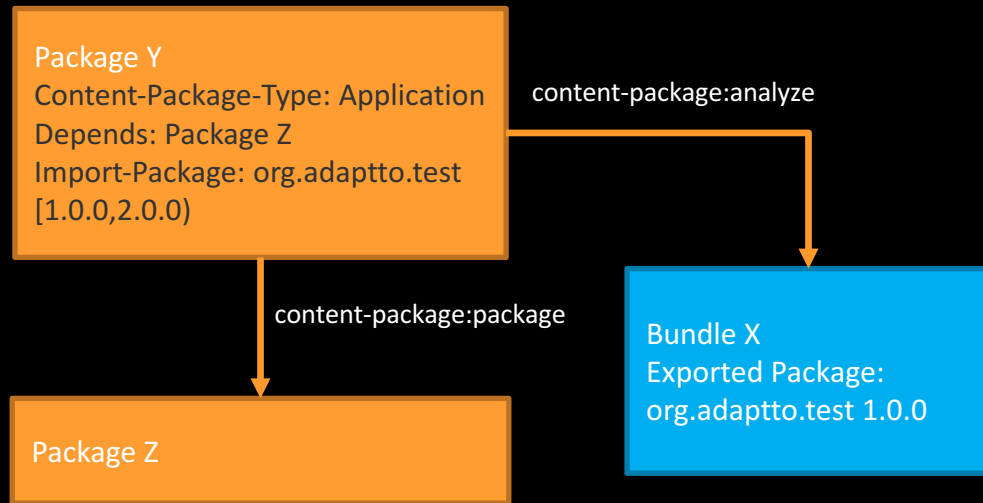 Package Y
Content-Package-Type: Application
Depends: Package Z
Import-Package: org.adaptto.test
[1.0.0,2.0.0)
content-package:analyze
content-package:package
Bundle X
Exported Package:
org.adaptto.test 1.0.0
Package Z